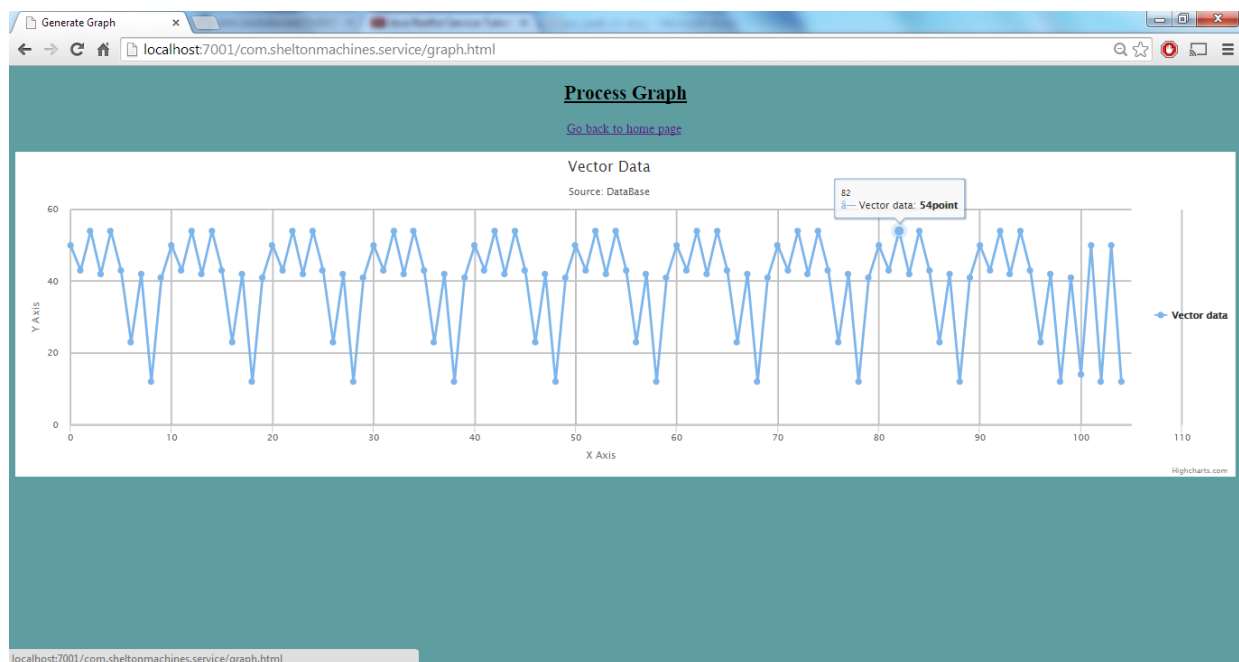 Generate Graph
localhost:7001/com.sheltonmachines.service/graph.html
Process Graph
Go back to home page
Vector Data
Source: DataBase
82
â— Vector data: 54point
60
40
20
0
Y Axis
0 10 20 30 40 50 60 70 80 90 100 110
X Axis
Vector data
Highcharts.com
localhost:7001/com.sheltonmachines.service/graph.html